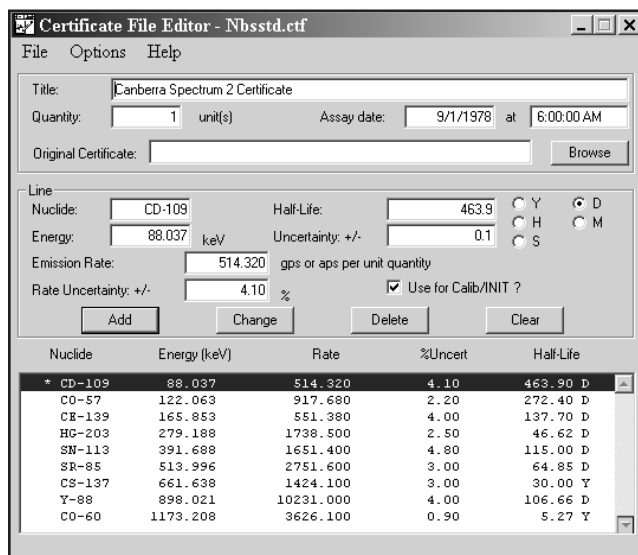 Certificate File Editor - Nbsstd.ctf
File Options Help
Title: Canberra Spectrum 2 Certificate
Quantity: 1 unit(s) Assay date: 9/1/1978 at 6:00:00 AM
Original Certificate: Browse
Line
Nuclide: CD-109 Half-Life: 463.9 Y D
H M
Energy: 88.037 keV Uncertainty: +/- 0.1 S
Emission Rate: 514.320 gps or aps per unit quantity
Rate Uncertainty: +/- 4.10 % Use for Calib/INIT ?
Add Change Delete Clear
Nuclide Energy (keV) Rate %Uncert Half-Life
* CD-109 88.037 514.320 4.10 463.90 D
CO-57 122.063 917.680 2.20 272.40 D
CE-139 165.853 551.380 4.00 137.70 D
HG-203 279.188 1738.500 2.50 46.62 D
SN-113 391.688 1651.400 4.80 115.00 D
SR-85 513.996 2751.600 3.00 64.85 D
CS-137 661.638 1424.100 3.00 30.00 Y
Y-88 898.021 10231.000 4.00 106.66 D
CO-60 1173.208 3626.100 0.90 5.27 Y